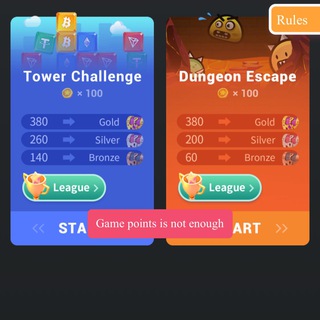 Rules
Tower Challenge
× 100
380 Gold
260 Silver
140 Bronze
League
STA
Dungeon Escape
× 100
380 Gold
200 Silver
60 Bronze
League
ART
Game points is not enough